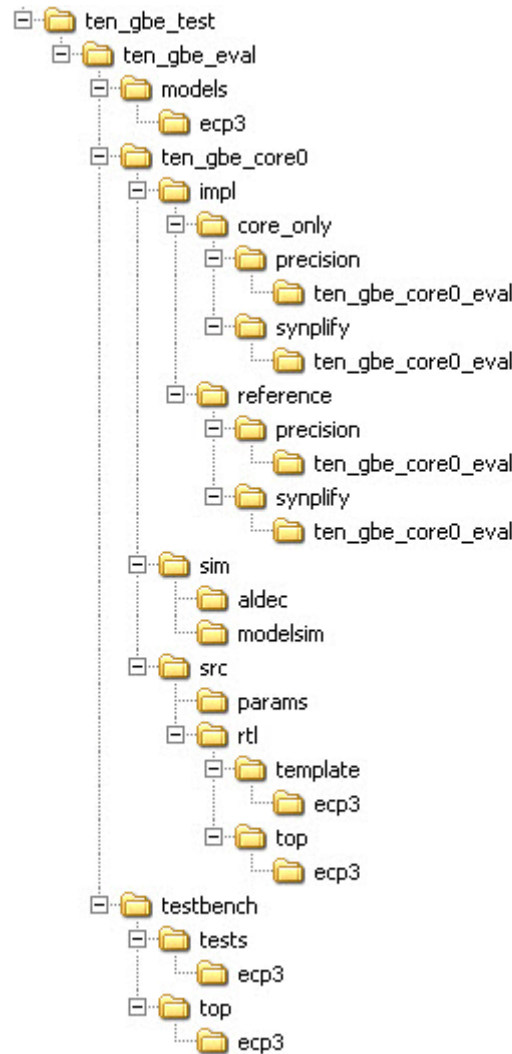 ten_gbe_test
ten_gbe_eval
models
ecp3
ten_gbe_core0
impl
core_only
precision
ten_gbe_core0_eval
synplify
ten_gbe_core0_eval
reference
precision
ten_gbe_core0_eval
synplify
ten_gbe_core0_eval
sim
aldec
modelsim
src
params
rtl
template
ecp3
top
ecp3
testbench
tests
ecp3
top
ecp3